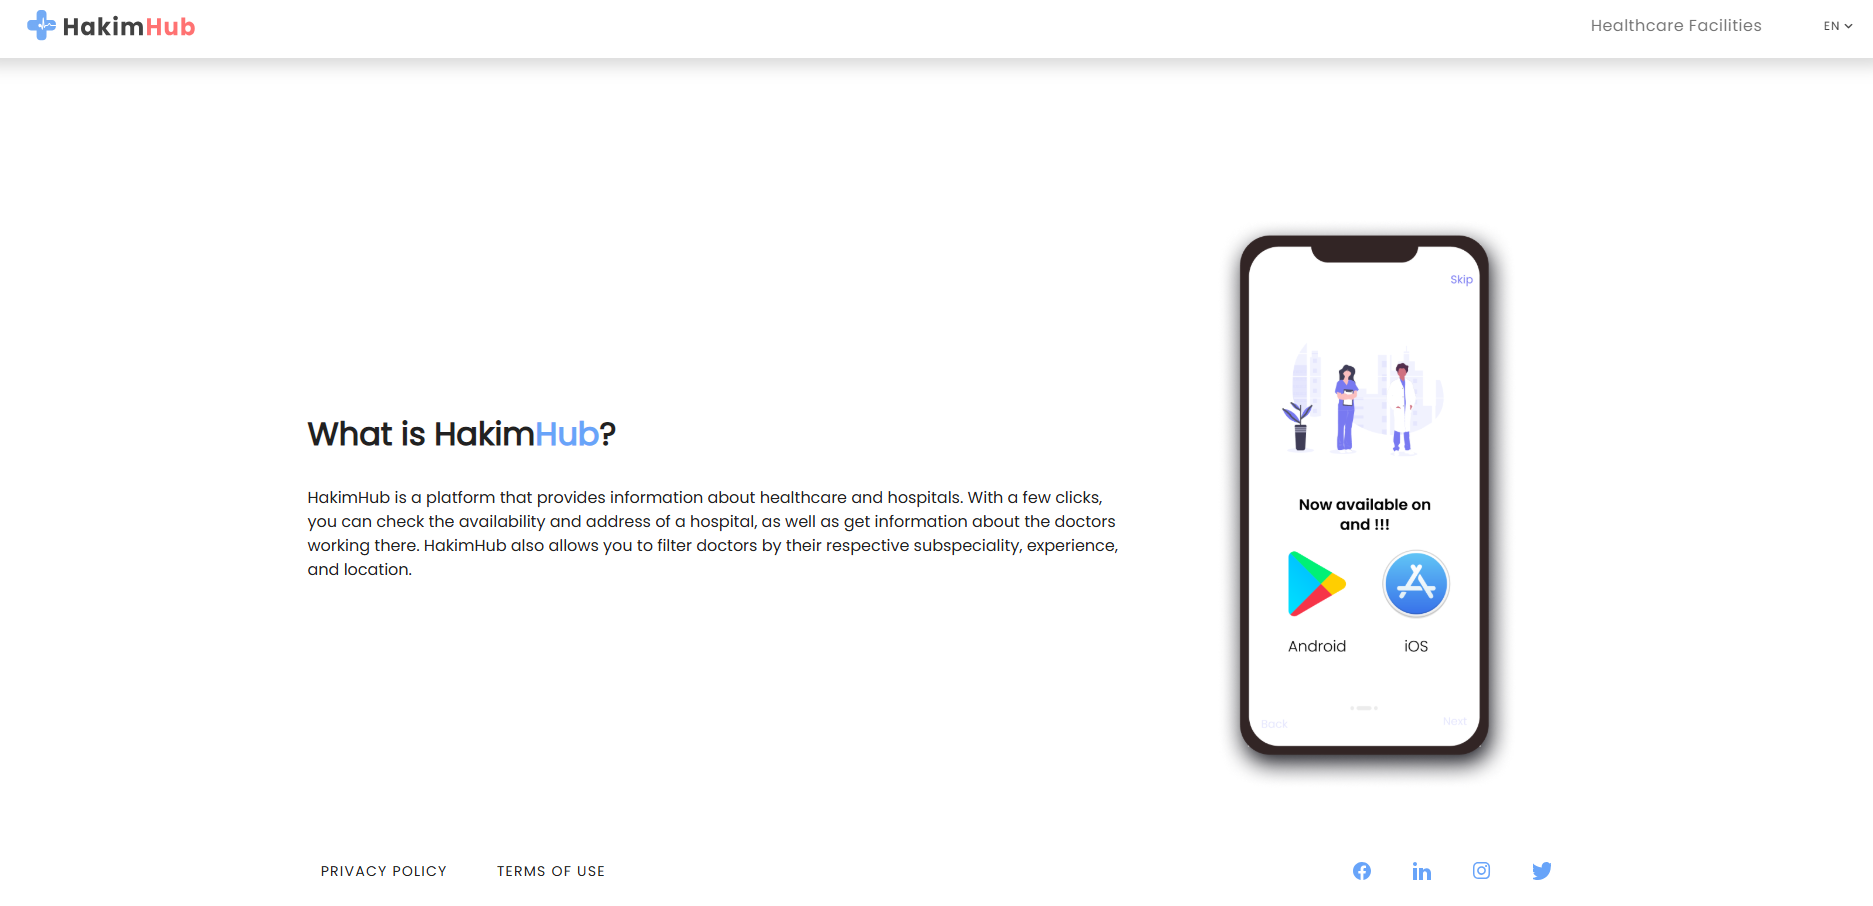 HakimHub
Healthcare Facilities
EN
What is HakimHub?
HakimHub is a platform that provides information about healthcare and hospitals. With a few clicks,
you can check the availability and address of a hospital, as well as get information about the doctors
working there. HakimHub also allows you to filter doctors by their respective subspeciality, experience,
and location.
Skip
Now available on
and !!!
Android
iOS
Back
Next
PRIVACY POLICY
TERMS OF USE